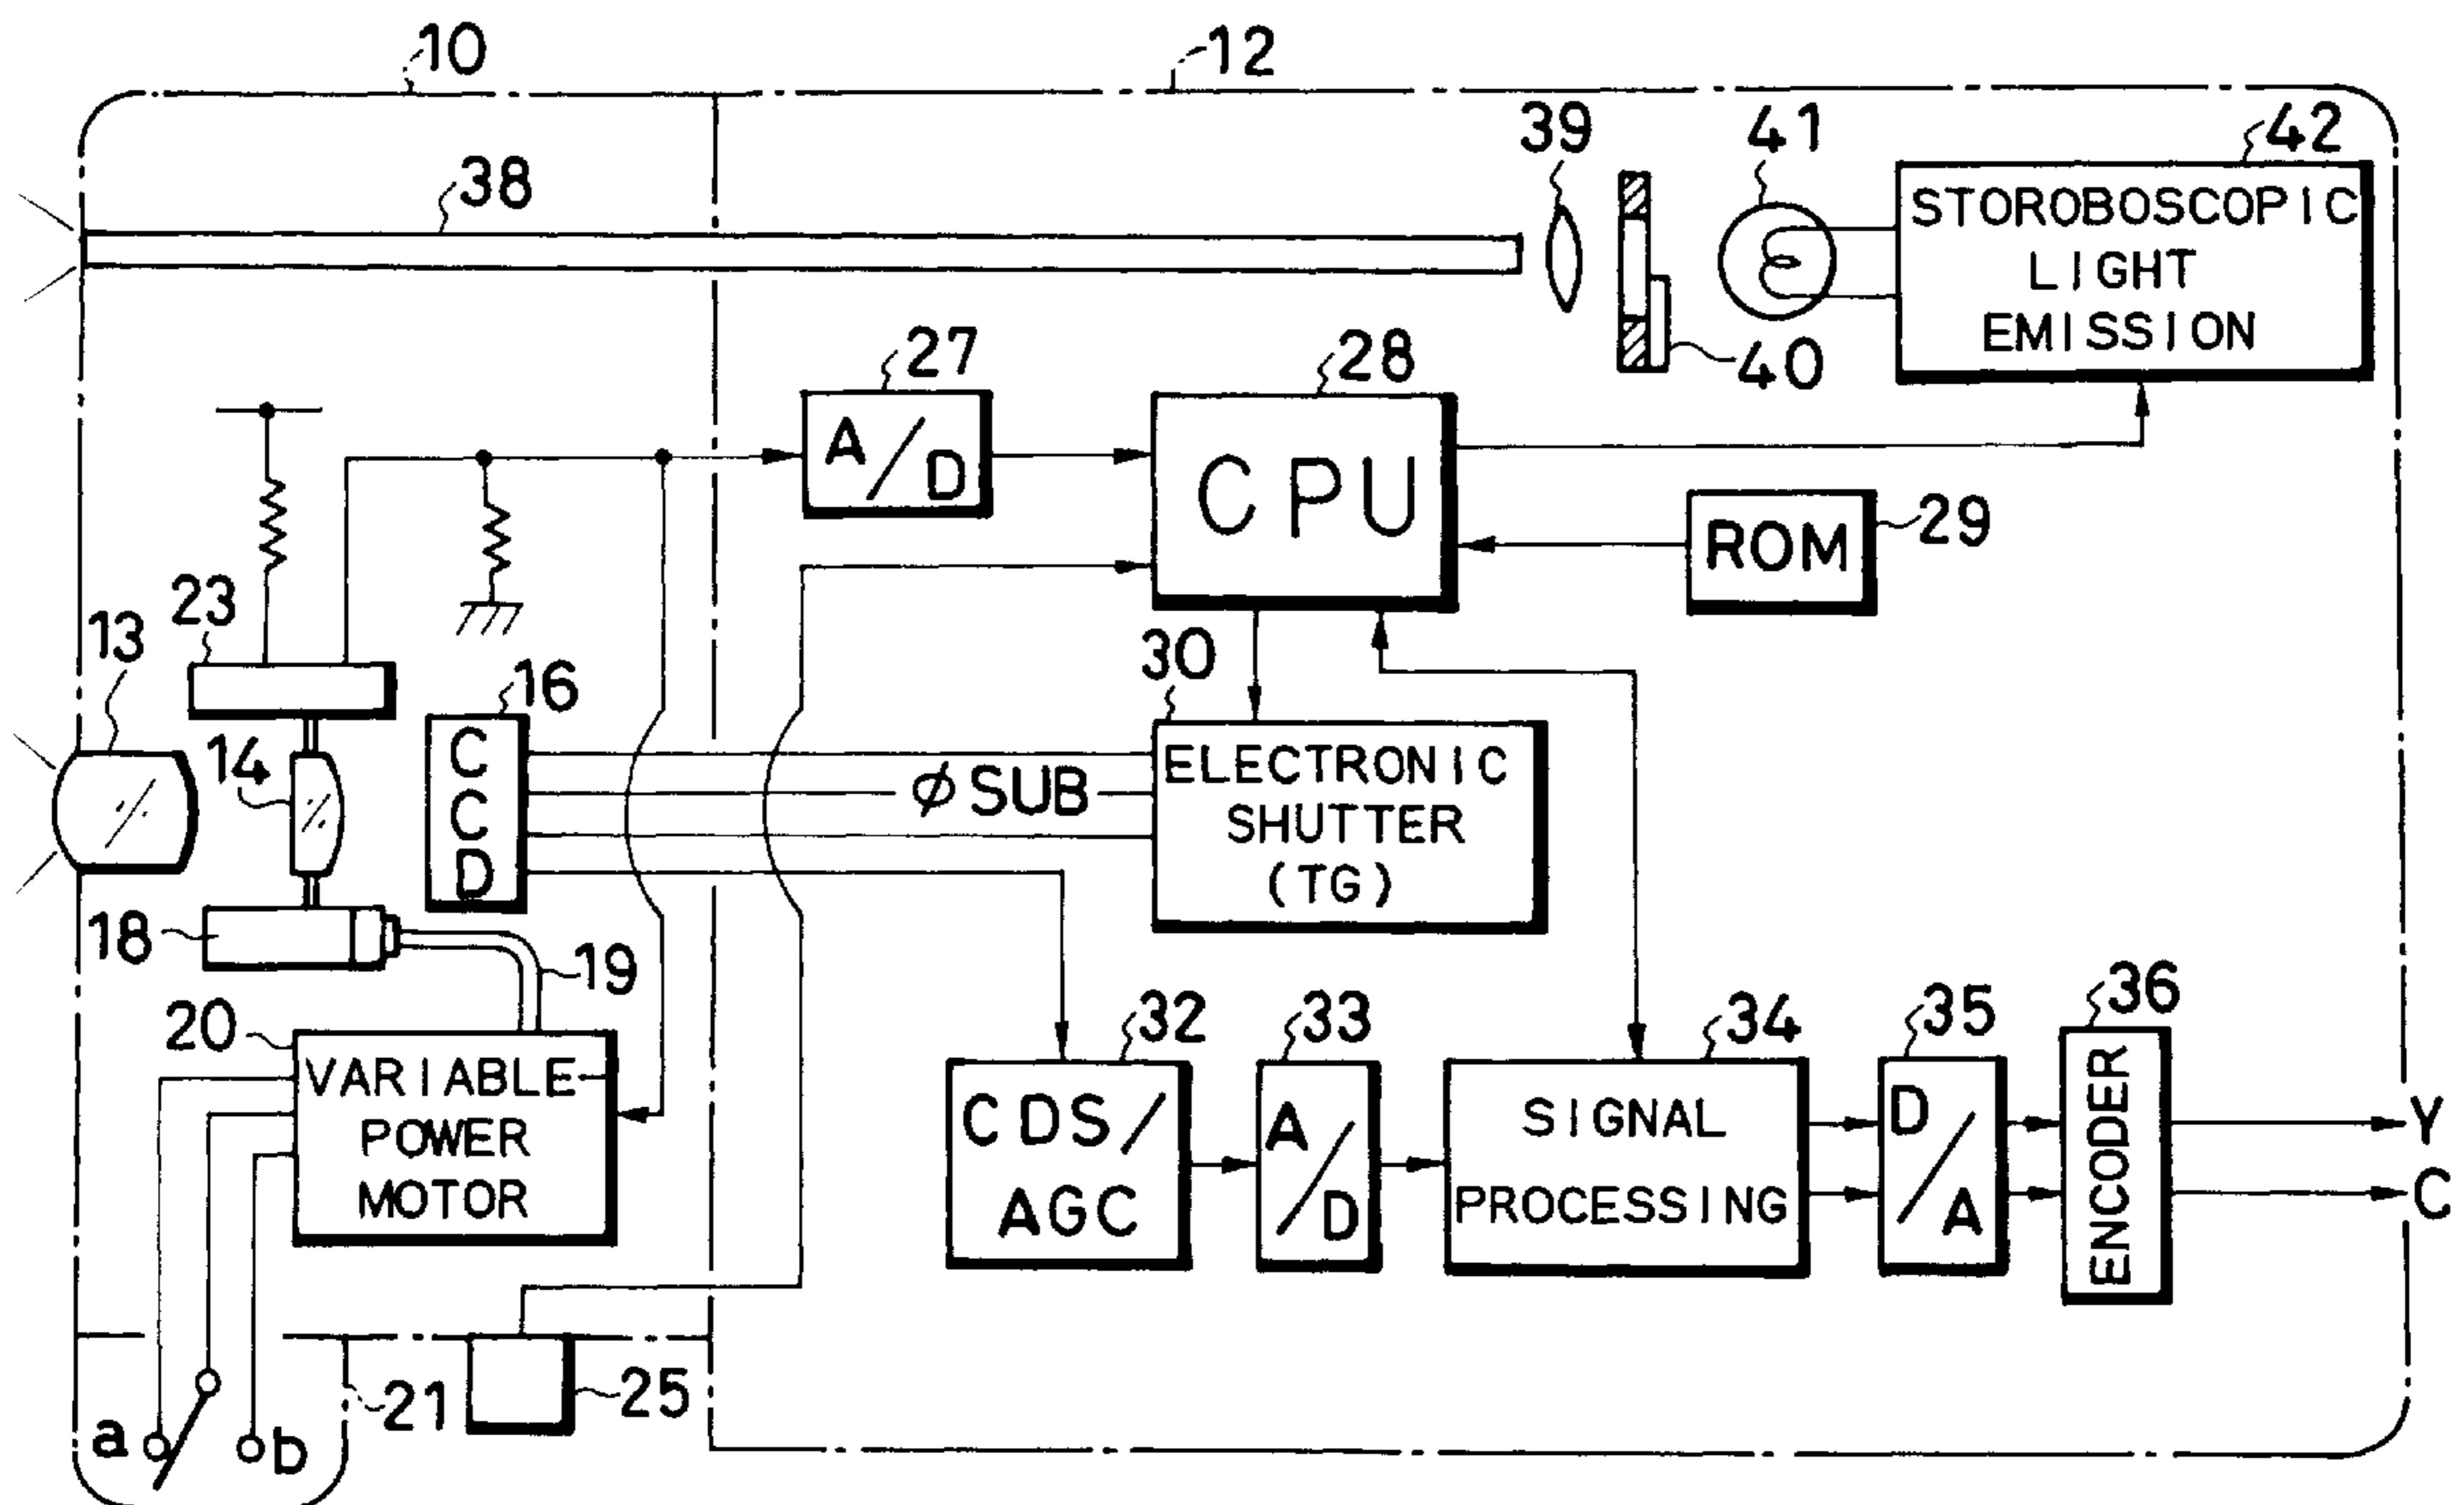 10
12
38
39
41
42
STOROBOSCOPIC
LIGHT
EMISSION
40
27
A/D
28
CPU
ROM
29
23
13
14
16
CCD
φ SUB
30
ELECTRONIC
SHUTTER
(TG)
18
19
20
VARIABLE-
POWER
MOTOR
32
CDS/
AGC
33
A/D
34
SIGNAL
PROCESSING
35
D/A
36
ENCODER
Y
C
21
25
a
b